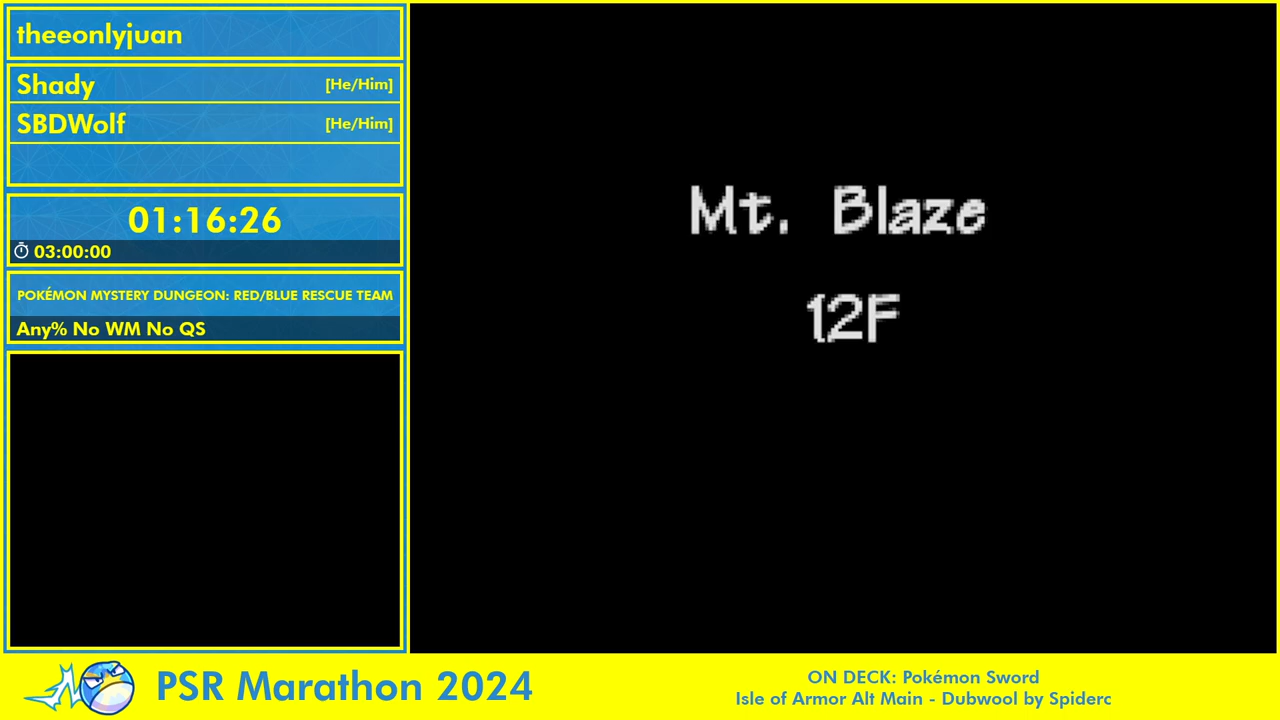 theeonlyjuan
Shady [He/Him]
SBDWolf [He/Him]
01:16:26
03:00:00
POKÉMON MYSTERY DUNGEON: RED/BLUE RESCUE TEAM
Any% No WM No QS
Mt. Blaze
12F
PSR Marathon 2024
ON DECK: Pokémon Sword
Isle of Armor Alt Main - Dubwool by Spiderc